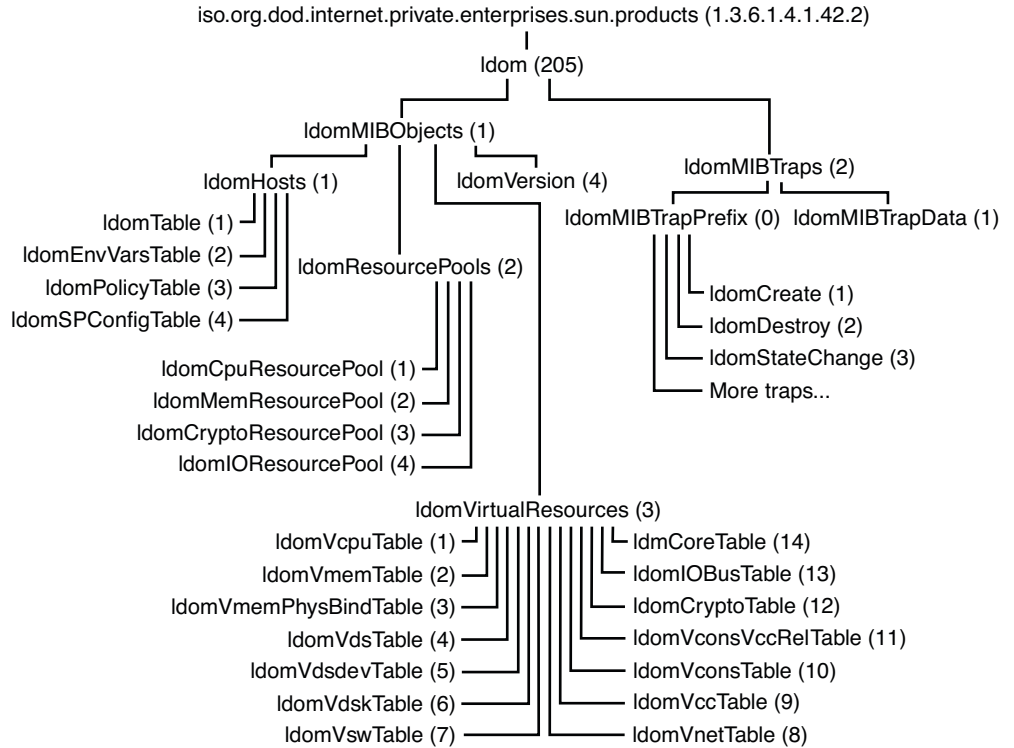 iso.org.dod.internet.private.enterprises.sun.products (1.3.6.1.4.1.42.2)
ldom (205)
ldomMIBObjects (1)
ldomMIBTraps (2)
ldomHosts (1)
ldomVersion (4)
ldomMIBTrapPrefix (0)
ldomMIBTrapData (1)
ldomTable (1)
ldomEnvVarsTable (2)
ldomPolicyTable (3)
ldomSPConfigTable (4)
ldomResourcePools (2)
ldomCreate (1)
ldomDestroy (2)
ldomStateChange (3)
More traps...
ldomCpuResourcePool (1)
ldomMemResourcePool (2)
ldomCryptoResourcePool (3)
ldomIOResourcePool (4)
ldomVirtualResources (3)
ldomVcpuTable (1)
ldomVmemTable (2)
ldomVmemPhysBindTable (3)
ldomVdsTable (4)
ldomVdsdevTable (5)
ldomVdskTable (6)
ldomVswTable (7)
ldmCoreTable (14)
ldomIOBusTable (13)
ldomCryptoTable (12)
ldomVconsVccRelTable (11)
ldomVconsTable (10)
ldomVccTable (9)
ldomVnetTable (8)